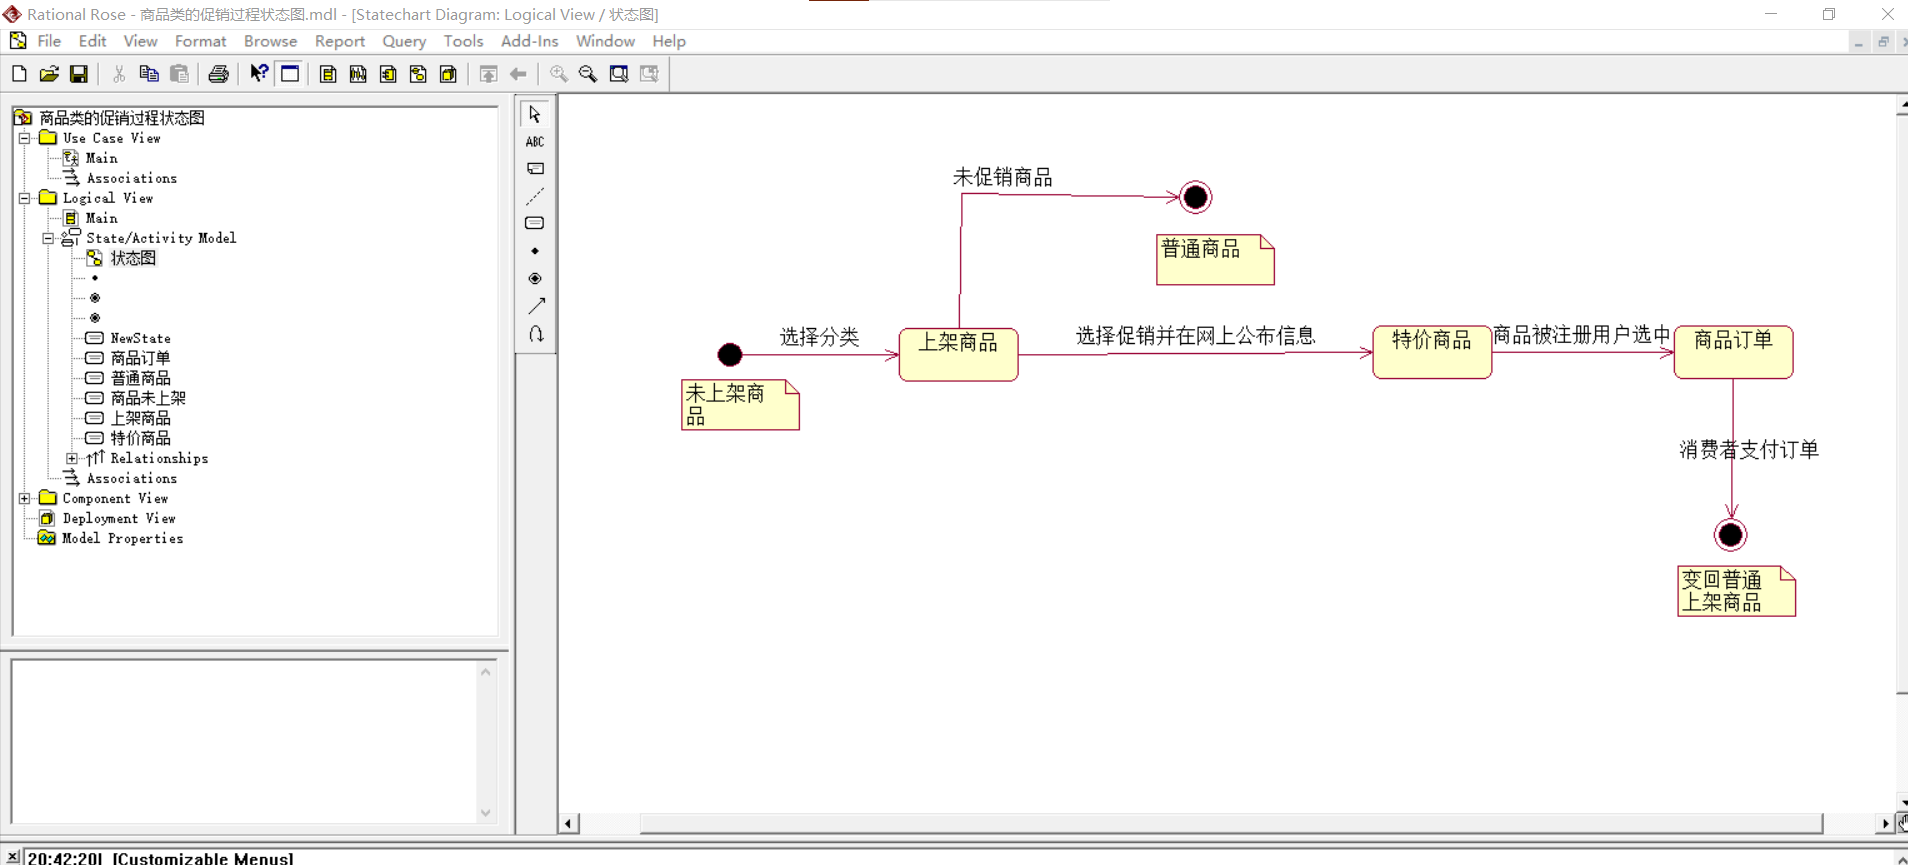 Rational Rose - 商品类的促销过程状态图.mdl - [Statechart Diagram: Logical View / 状态图]
File Edit View Format Browse Report Query Tools Add-Ins Window Help
商品类的促销过程状态图
Use Case View
Main
Associations
Logical View
Main
State/Activity Model
状态图
NewState
商品订单
普通商品
商品未上架
上架商品
特价商品
Relationships
Associations
Component View
Deployment View
Model Properties
ABC
未促销商品
普通商品
选择分类
上架商品
选择促销并在网上公布信息
特价商品
商品被注册用户选中
商品订单
未上架商
品
消费者支付订单
变回普通
上架商品
20:42:20| [Customizable Menus]